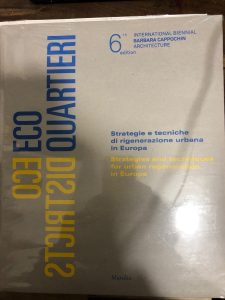 6th edition
INTERNATIONAL BIENNIAL
BARBARA CAPPOCHIN
ARCHITECTURE
ECO
QUARTIERI
ECO
DISTRICTS
Strategie e tecniche
di rigenerazione urbana
in Europa
Strategies and techniques
for urban regeneration
in Europe
Marsilio